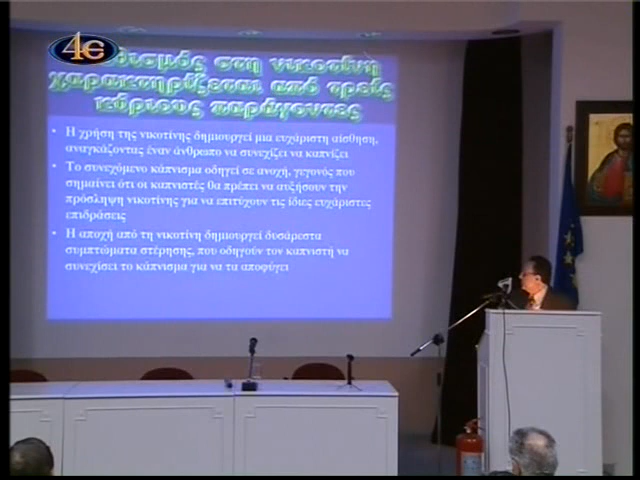 4E
εθισμός στη νικοτίνη
χαρακτηρίζεται από τρεις
κύριους παράγοντες
• Η χρήση της νικοτίνης δημιουργεί μια ευχάριστη αίσθηση,
αναγκάζοντας έναν άνθρωπο να συνεχίζει να καπνίζει
• Το συνεχόμενο κάπνισμα οδηγεί σε ανοχή, γεγονός που
σημαίνει ότι οι καπνιστές θα πρέπει να αυξήσουν την
πρόσληψη νικοτίνης για να επιτύχουν τις ίδιες ευχάριστες
επιδράσεις
• Η αποχή από τη νικοτίνη δημιουργεί δυσάρεστα
συμπτώματα στέρησης, που οδηγούν τον καπνιστή να
συνεχίσει το κάπνισμα για να τα αποφύγει